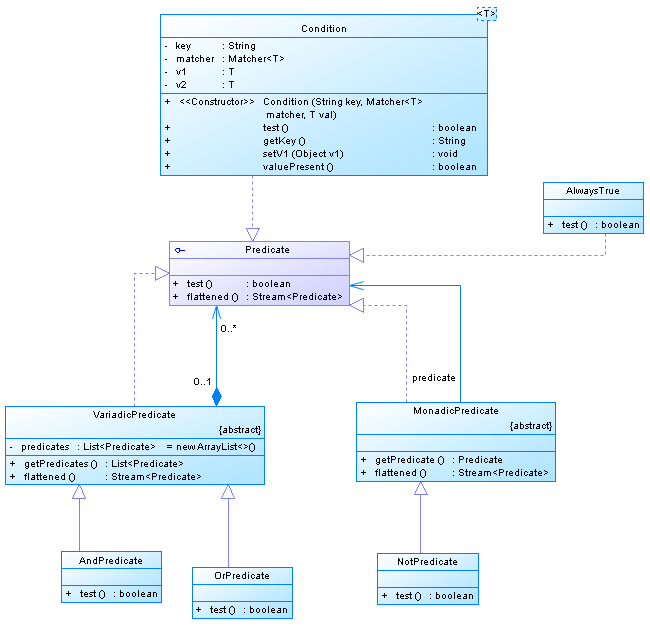 <T>
Condition
- key : String
- matcher : Matcher<T>
- v1 : T
- v2 : T
+ <<Constructor>> Condition (String key, Matcher<T>
matcher, T val)
+ test () : boolean
+ getKey () : String
+ setV1 (Object v1) : void
+ valuePresent () : boolean
AlwaysTrue
+ test () : boolean
Predicate
+ test () : boolean
+ flattened () : Stream<Predicate>
0..*
0..1
predicate
VariadicPredicate
{abstract}
- predicates : List<Predicate> = new ArrayList<>()
+ getPredicates () : List<Predicate>
+ flattened () : Stream<Predicate>
MonadicPredicate
{abstract}
+ getPredicate () : Predicate
+ flattened () : Stream<Predicate>
AndPredicate
+ test () : boolean
OrPredicate
+ test () : boolean
NotPredicate
+ test () : boolean